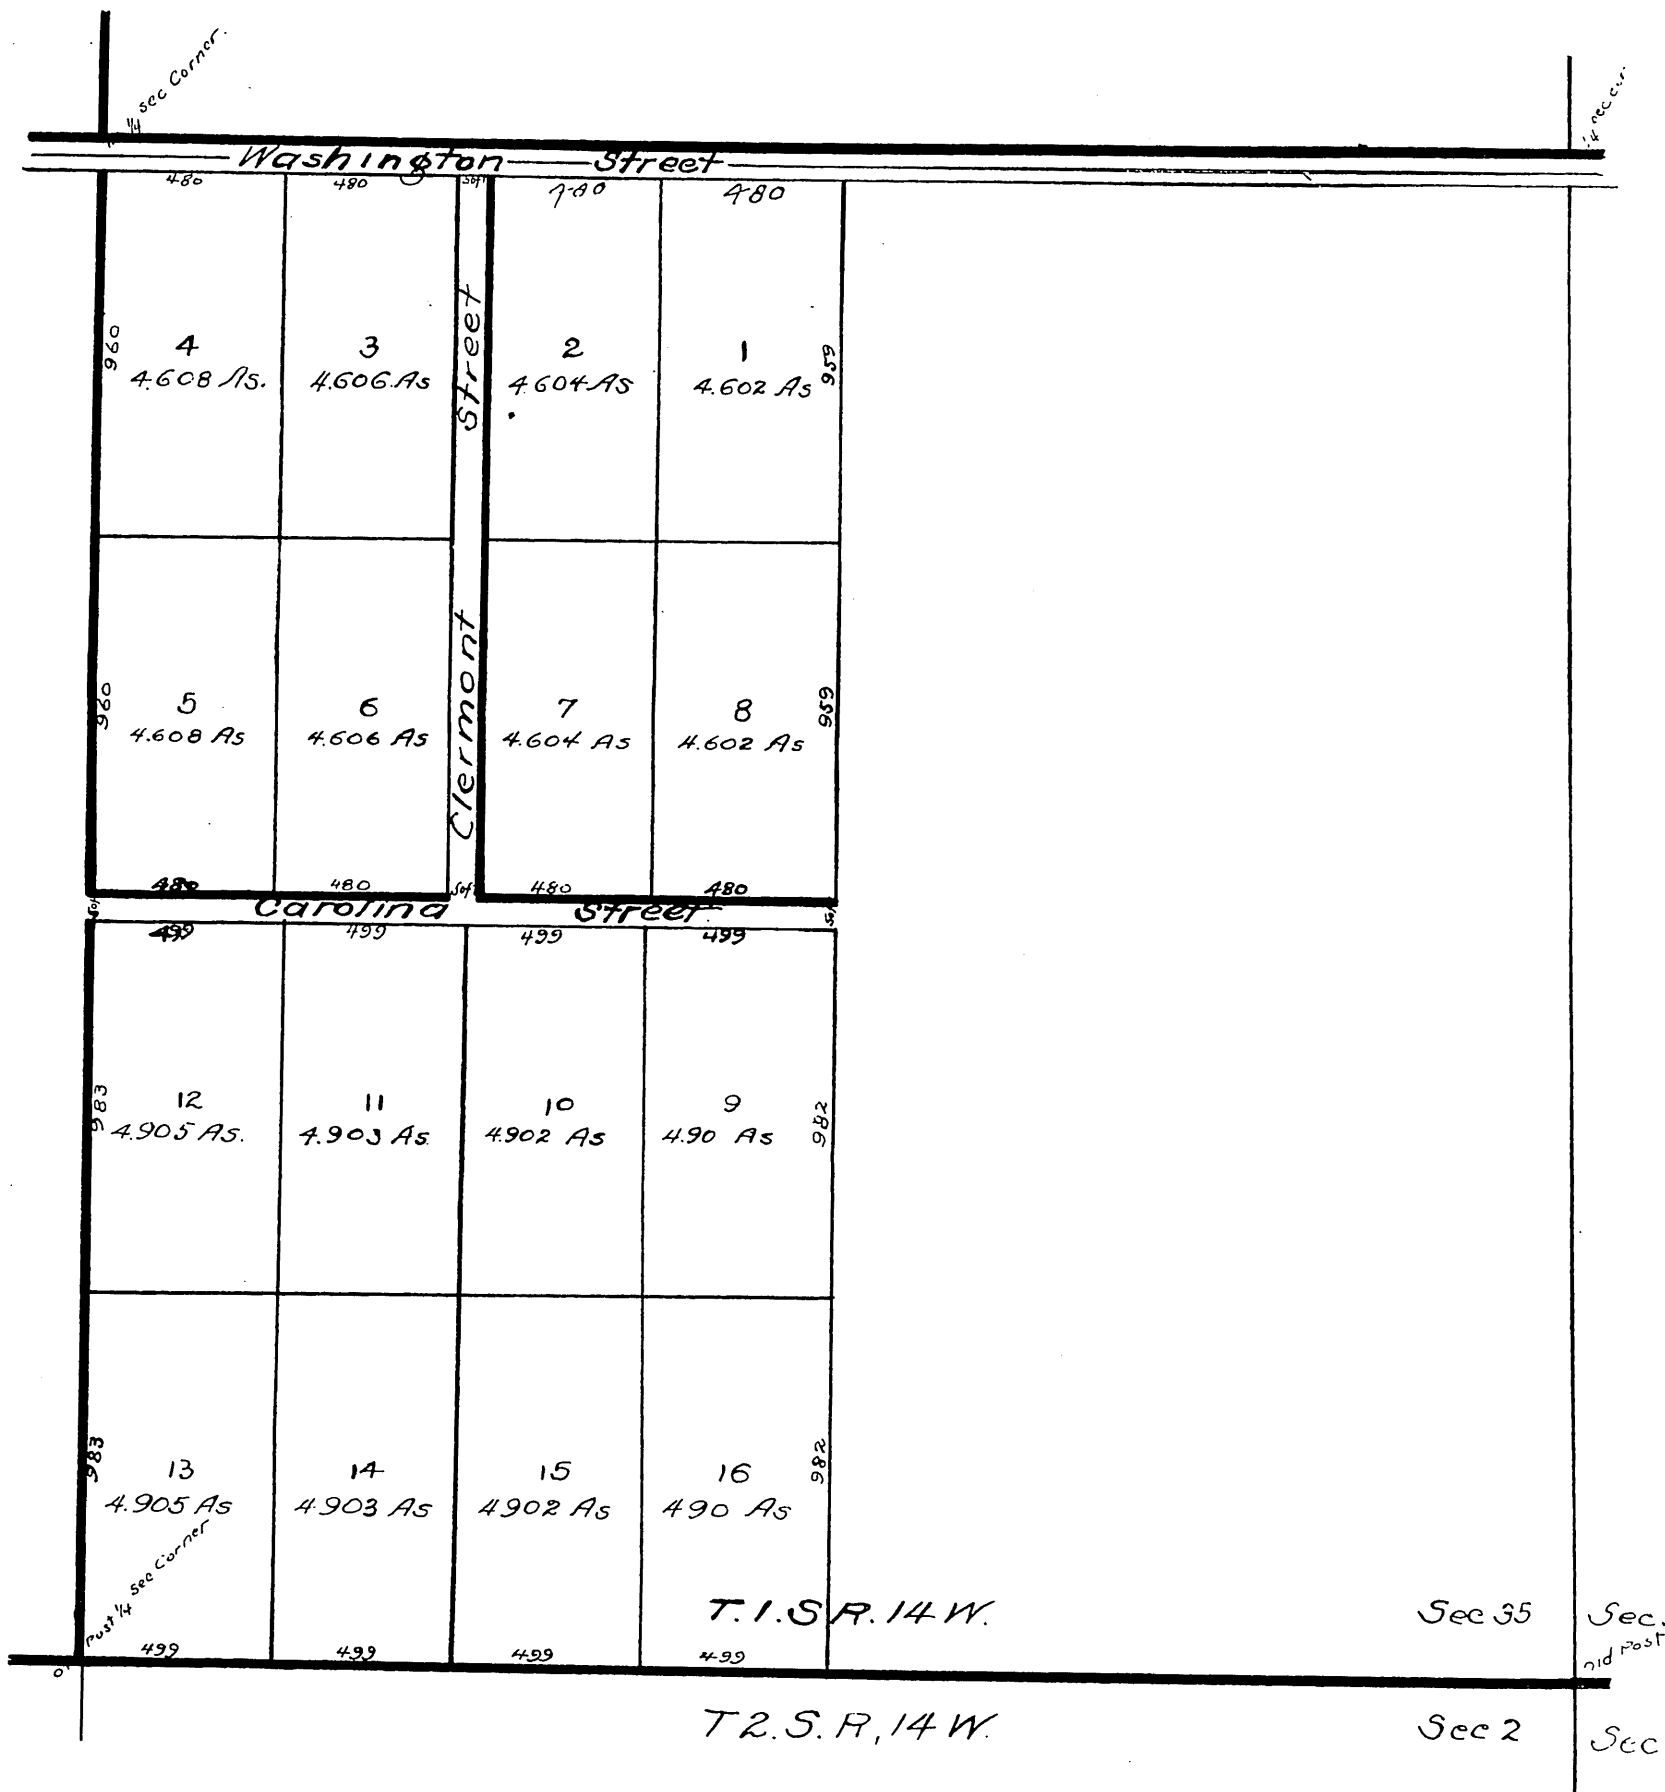 1/4 sec Corner.
Washington Street
480 480 480 480
4
4.608 As.
3
4.606 As
2
4.604 As
1
4.602 As
960
959
Street
Clermont
5
4.608 As
6
4.606 As
7
4.604 As
8
4.602 As
960
959
480 480 50ft 480 480
Carolina Street
499 499 499 499
12
4.905 As.
11
4.903 As.
10
4.902 As
9
4.90 As
983
982
13
4.905 As
14
4.903 As
15
4.902 As
16
490 As
983
982
Post 1/4 sec Corner
499 499 499 499
T.1.S R.14 W.
Sec 35
Sec.
old Post
T2.S.R,14 W.
Sec 2
Sec